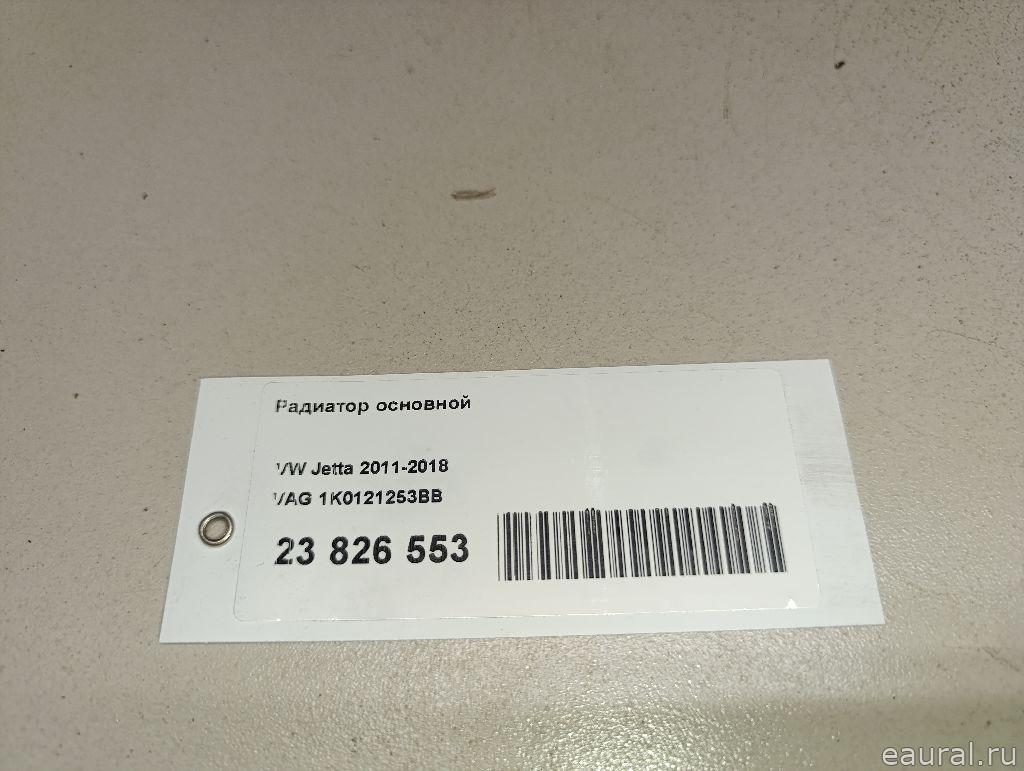 Радиатор основной
VW Jetta 2011-2018
VAG 1K0121253BB
23 826 553
eaural.ru